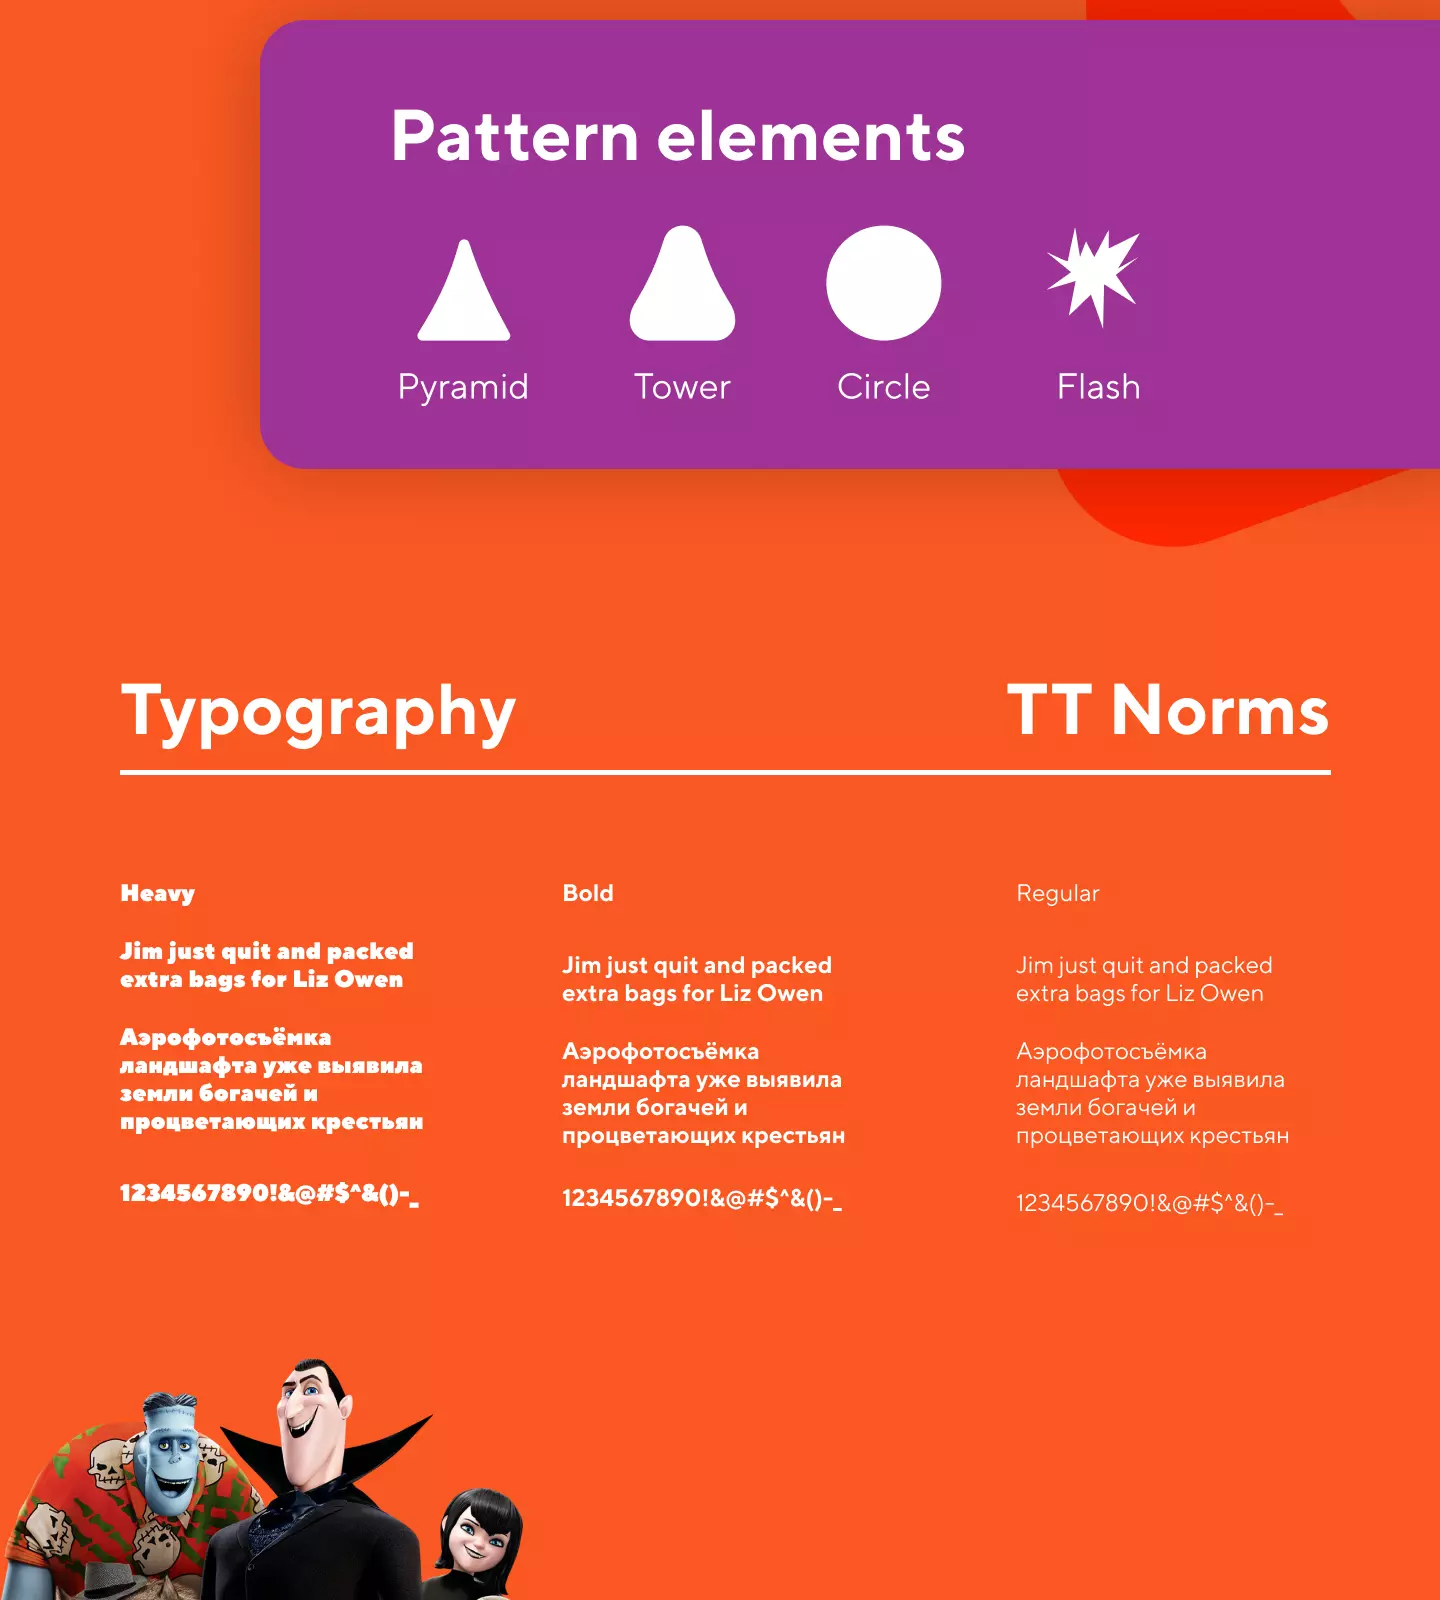 Pattern elements
Pyramid
Tower
Circle
Flash
Typography
TT Norms
Heavy
Jim just quit and packed
extra bags for Liz Owen
Аэрофотосъёмка
ландшафта уже выявила
земли богачей и
процветающих крестьян
1234567890!&@#$^&()-_
Bold
Jim just quit and packed
extra bags for Liz Owen
Аэрофотосъёмка
ландшафта уже выявила
земли богачей и
процветающих крестьян
1234567890!&@#$^&()-_
Regular
Jim just quit and packed
extra bags for Liz Owen
Аэрофотосъёмка
ландшафта уже выявила
земли богачей и
процветающих крестьян
1234567890!&@#$^&()-_